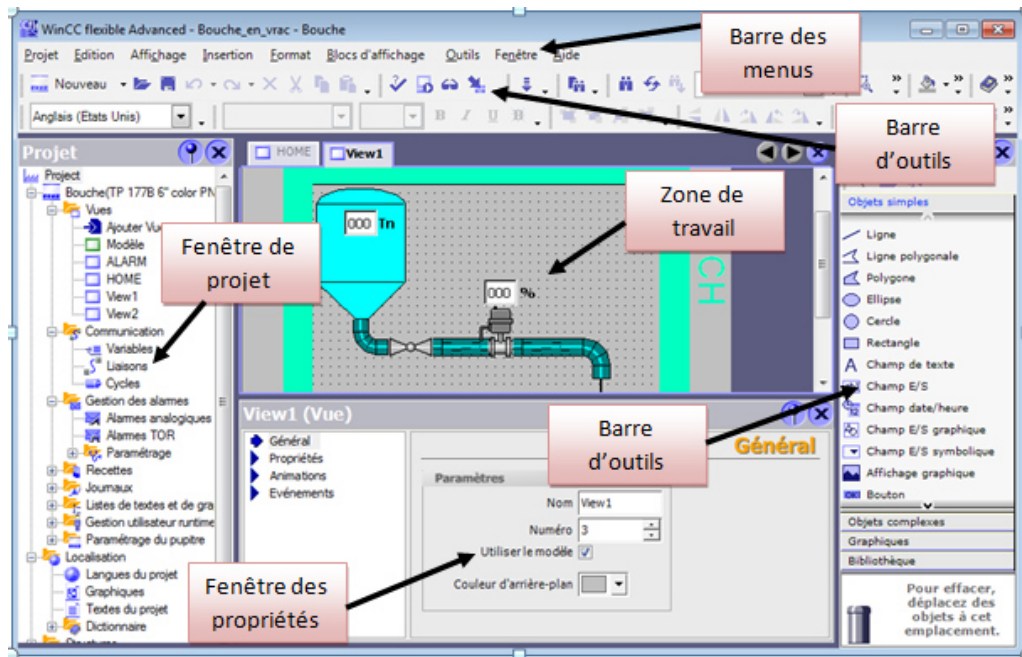 WinCC flexible Advanced - Bouche_en_vrac - Bouche
Projet Edition Affichage Insertion Format Blocs d'affichage Outils Fenêtre Aide
Barre des
menus
Nouveau
Anglais (Etats Unis)
B I U B
Barre
d'outils
Projet
Project
Bouche(TP 177B 6" color PN
Vues
Ajouter Vu
Modèle
ALARM
HOME
View1
View2
Communication
Variables
Liaisons
Cycles
Gestion des alarmes
Alarmes analogiques
Alarmes TOR
Paramétrage
Recettes
Journaux
Listes de textes et de gra
Gestion utilisateur runtime
Paramétrage du pupitre
Localisation
Langues du projet
Graphiques
Textes du projet
Dictionnaire
Structures
Fenêtre de
projet
HOME View1
000 Tn
000 %
CH
Zone de
travail
View1 (Vue)
Général
Propriétés
Animations
Evénements
Général
Paramètres
Nom View1
Numéro 3
Utiliser le modèle
Couleur d'arrière-plan
Fenêtre des
propriétés
Barre
d'outils
Objets simples
Ligne
Ligne polygonale
Polygone
Ellipse
Cercle
Rectangle
A Champ de texte
Champ E/S
Champ date/heure
Champ E/S graphique
Champ E/S symbolique
Affichage graphique
Bouton
Objets complexes
Graphiques
Bibliothèque
Pour effacer,
déplacez des
objets à cet
emplacement.